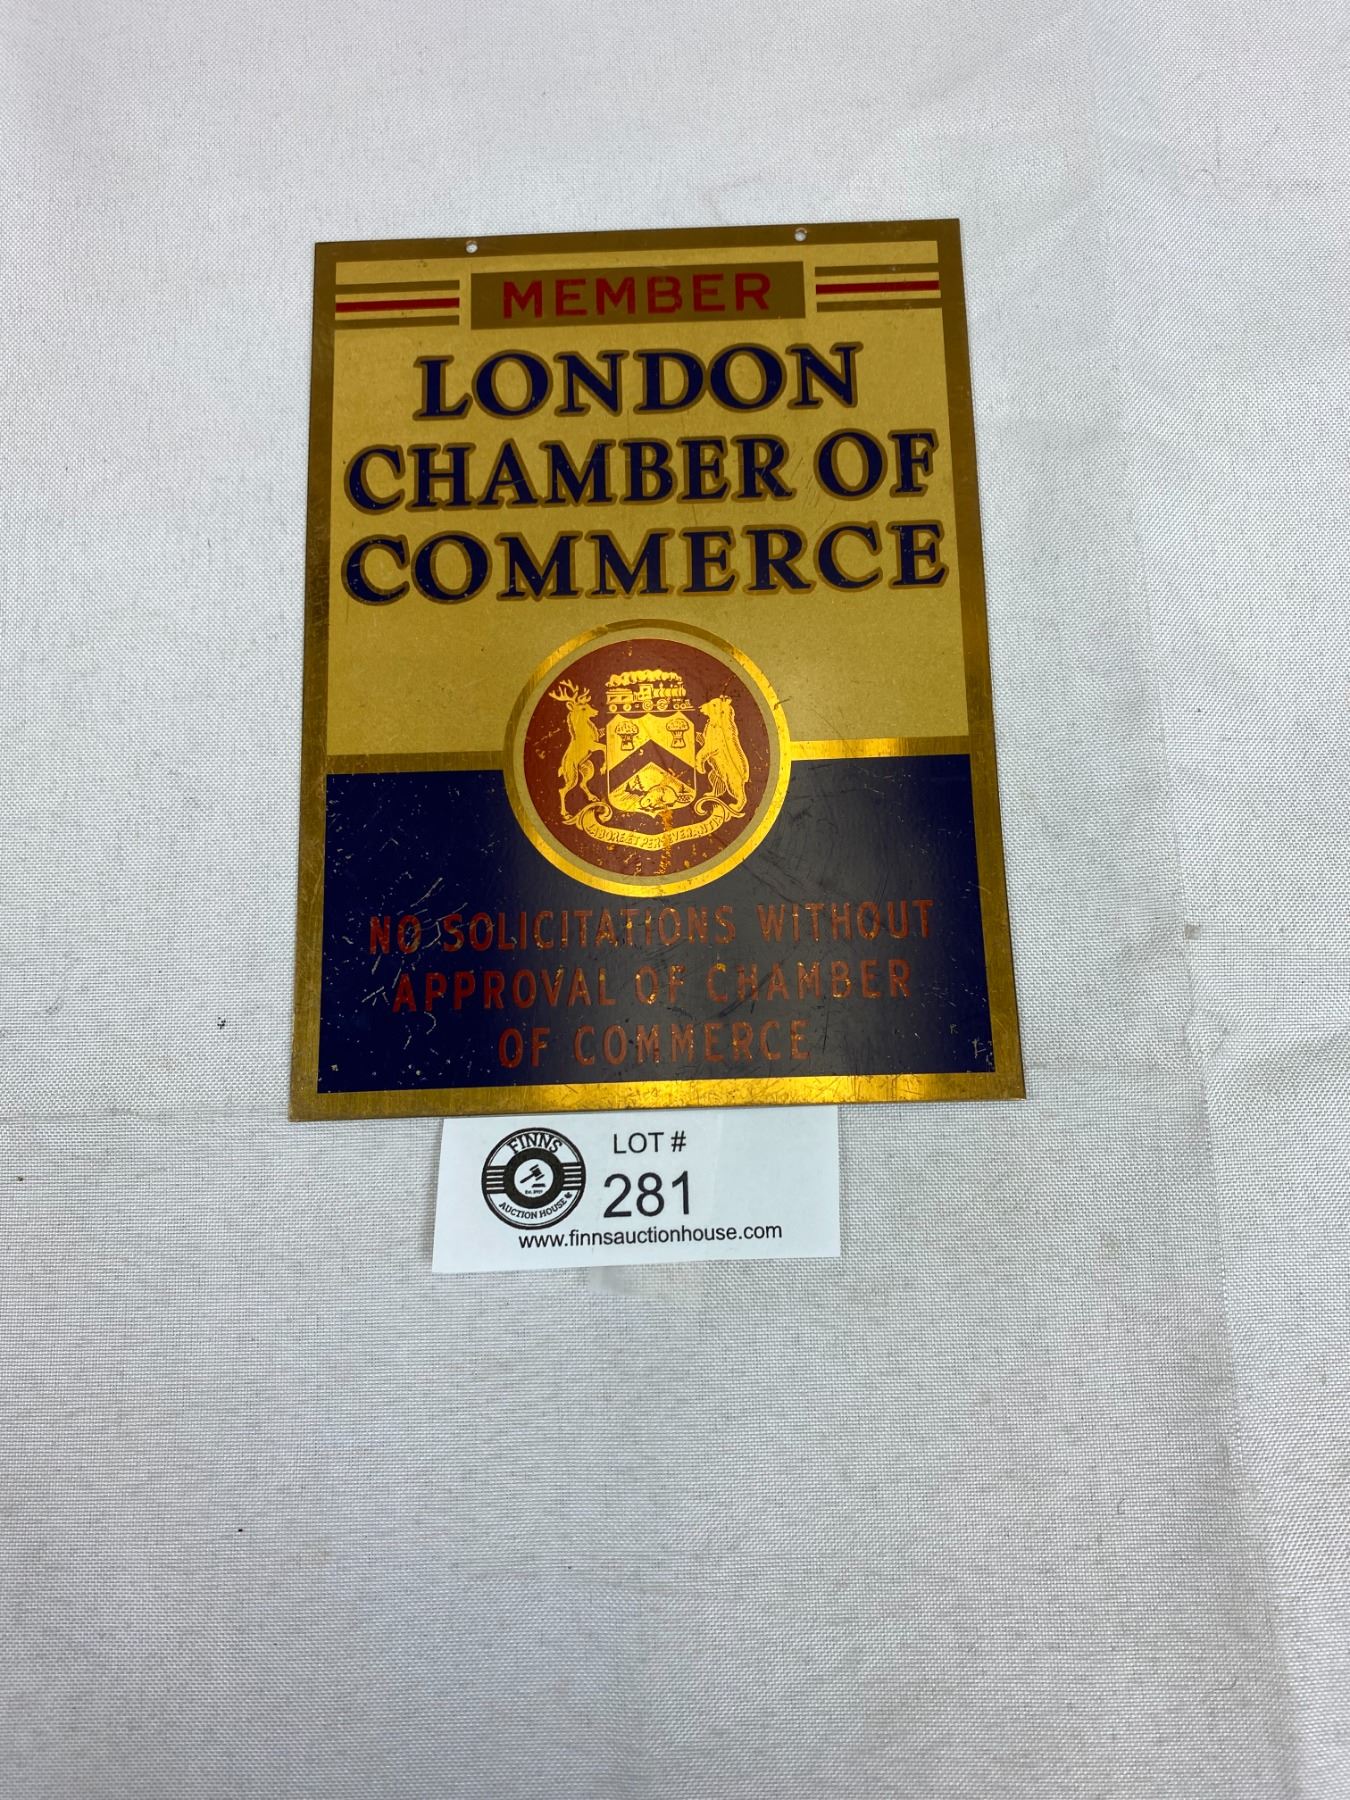 MEMBER
LONDON
CHAMBER OF
COMMERCE
LABORE ET PERSEVERANTIA
NO SOLICITATIONS WITHOUT
APPROVAL OF CHAMBER
OF COMMERCE
FINNS
AUCTION HOUSE
LOT #
281
www.finnsauctionhouse.com